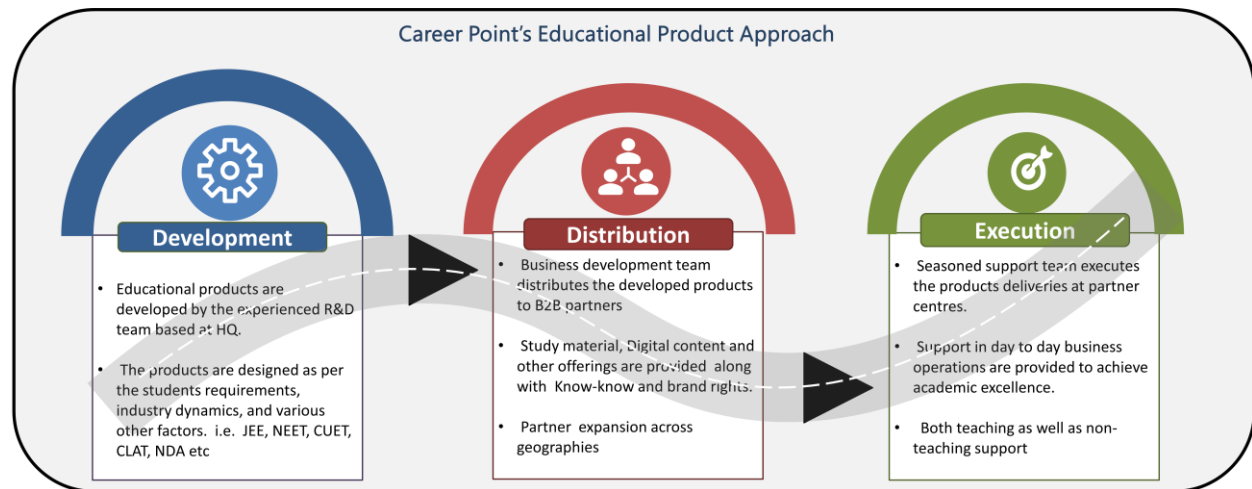 Career Point's Educational Product Approach
Development
• Educational products are
developed by the experienced R&D
team based at HQ.
• The products are designed as per
the students requirements,
industry dynamics, and various
other factors. i.e. JEE, NEET, CUET,
CLAT, NDA etc
Distribution
• Business development team
distributes the developed products
to B2B partners
• Study material, Digital content and
other offerings are provided along
with Know-know and brand rights.
• Partner expansion across
geographies
Execution
• Seasoned support team executes
the products deliveries at partner
centres.
• Support in day to day business
operations are provided to achieve
academic excellence.
• Both teaching as well as non-
teaching support